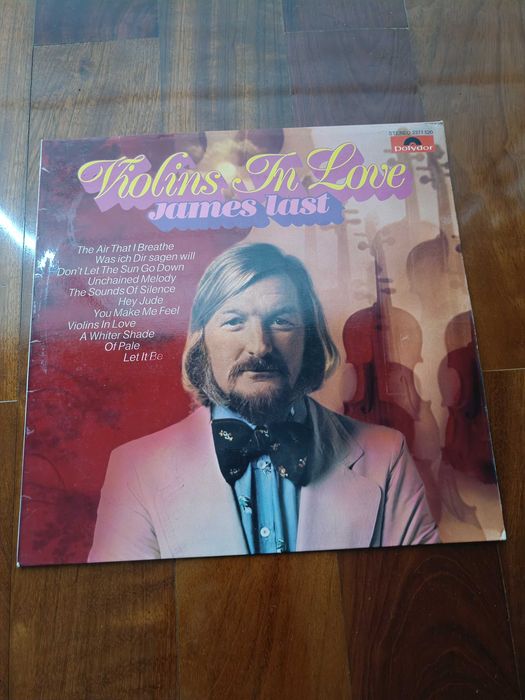 STEREO 2371 520
Polydor
Violins In Love
james last
The Air That I Breathe
Was ich Dir sagen will
Don't Let The Sun Go Down
Unchained Melody
The Sounds Of Silence
Hey Jude
You Make Me Feel
Violins In Love
A Whiter Shade
Of Pale
Let It Be